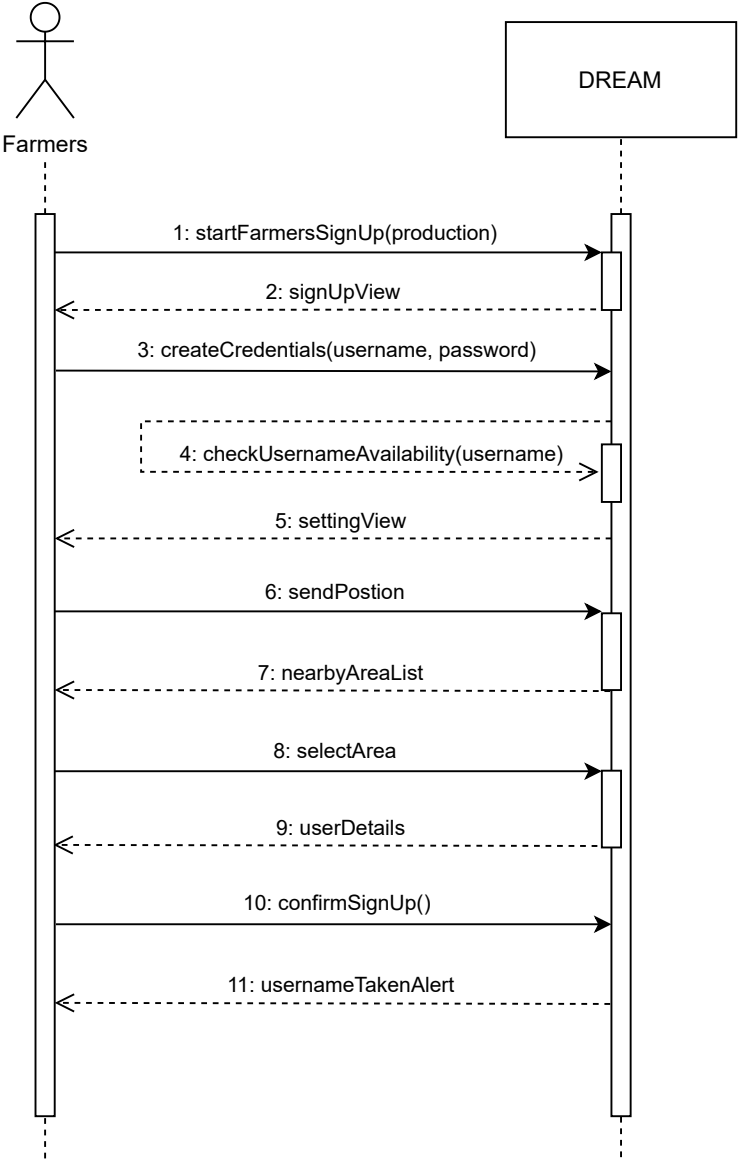 Farmers
DREAM
1: startFarmersSignUp(production)
2: signUpView
3: createCredentials(username, password)
4: checkUsernameAvailability(username)
5: settingView
6: sendPostion
7: nearbyAreaList
8: selectArea
9: userDetails
10: confirmSignUp()
11: usernameTakenAlert